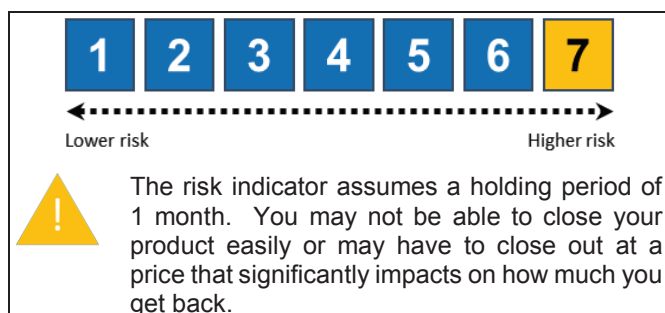 1 2 3 4 5 6 7
Lower risk Higher risk
!
The risk indicator assumes a holding period of
1 month. You may not be able to close your
product easily or may have to close out at a
price that significantly impacts on how much you
get back.